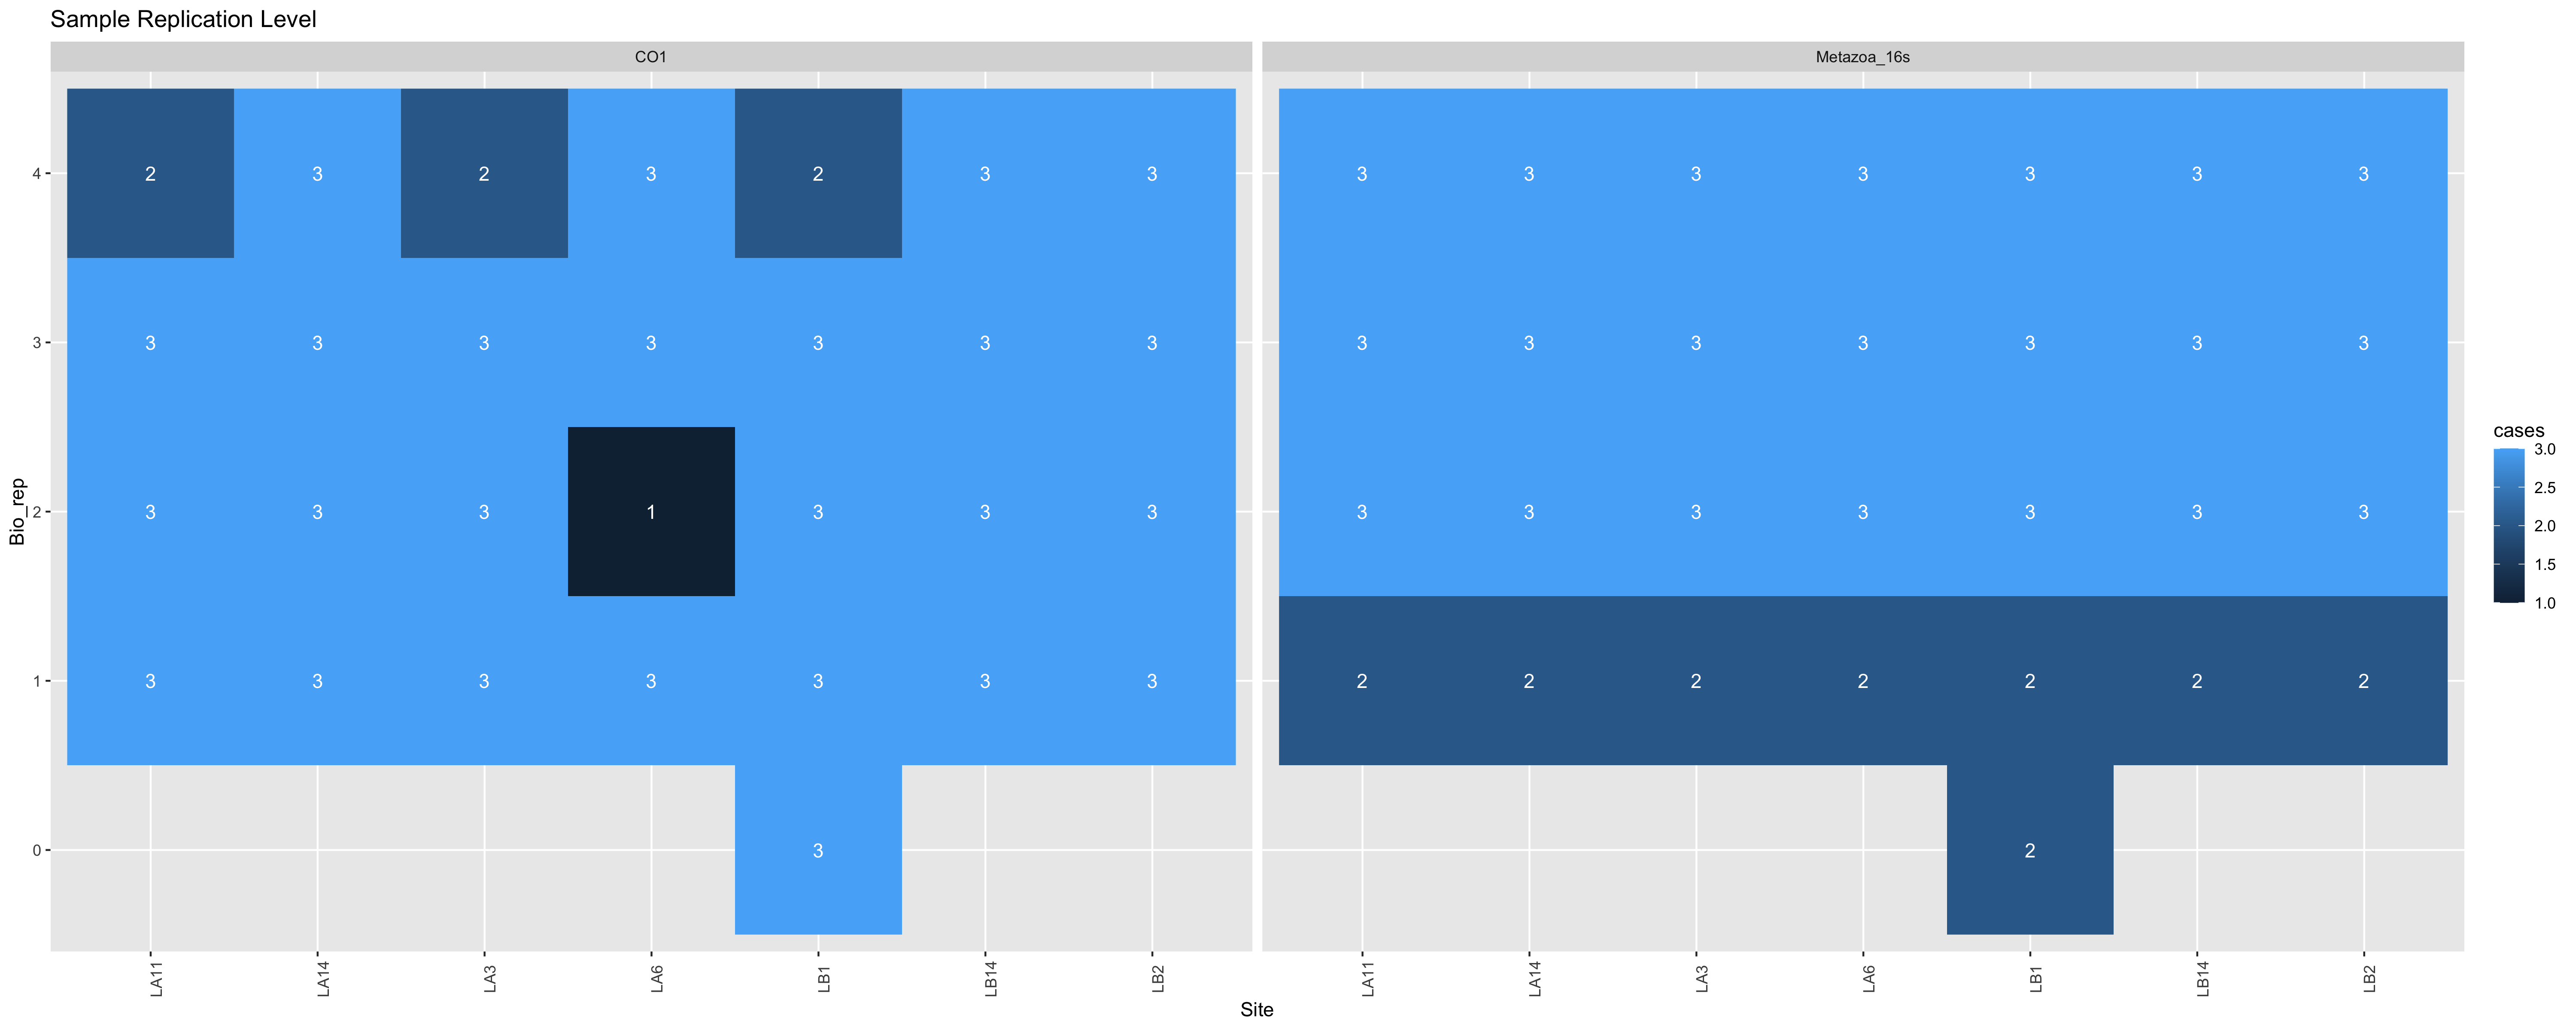 Sample Replication Level
CO1 Metazoa_16s
4 2 3 2 3 2 3 3 3 3 3 3 3 3 3
3 3 3 3 3 3 3 3 3 3 3 3 3 3 3
2 3 3 3 1 3 3 3 3 3 3 3 3 3 3
1 3 3 3 3 3 3 3 2 2 2 2 2 2 2
0 3 2
Bio_rep
LA11 LA14 LA3 LA6 LB1 LB14 LB2 LA11 LA14 LA3 LA6 LB1 LB14 LB2
Site
cases
3.0
2.5
2.0
1.5
1.0